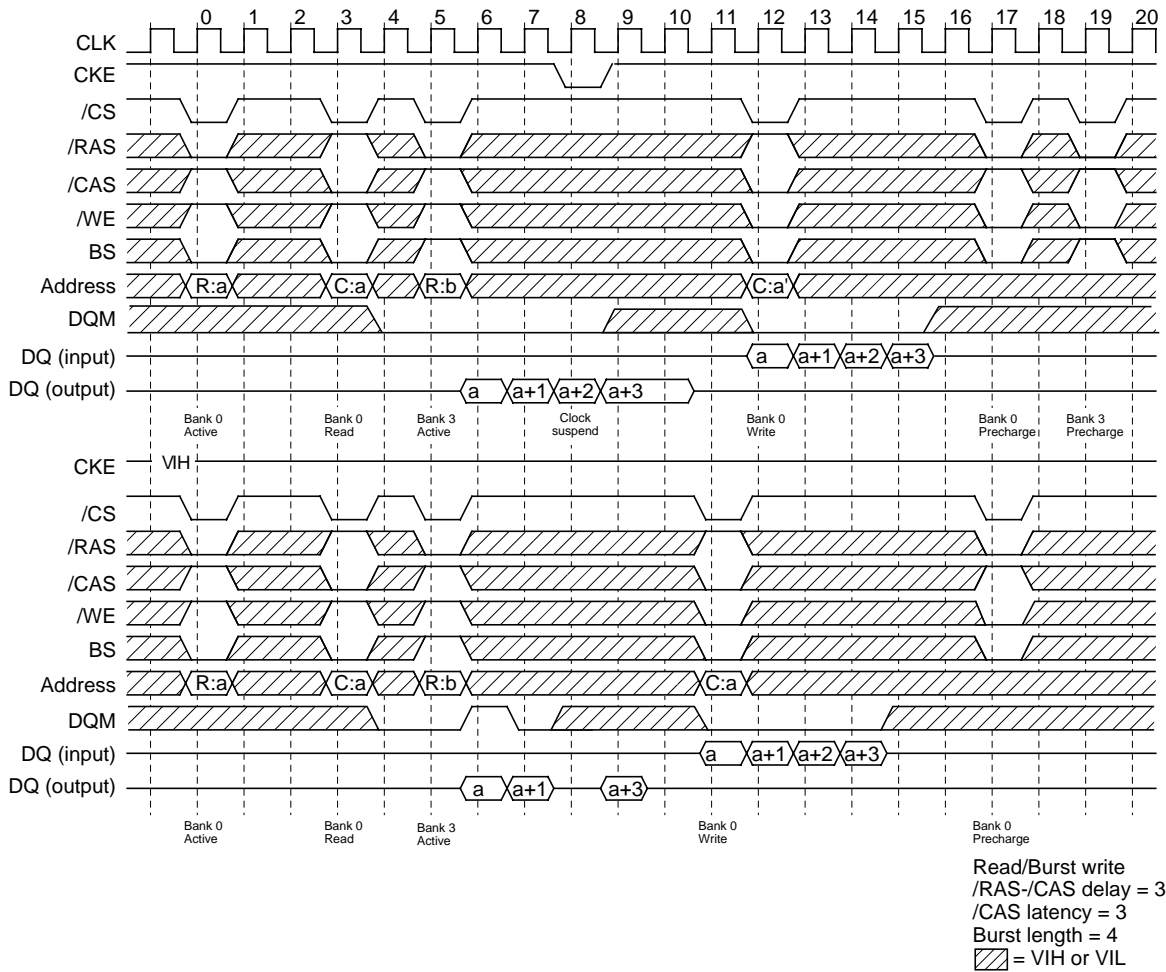 0 1 2 3 4 5 6 7 8 9 10 11 12 13 14 15 16 17 18 19 20
CLK
CKE
/CS
/RAS
/CAS
/WE
BS
Address R:a C:a R:b C:a'
DQM
DQ (input) a a+1 a+2 a+3
DQ (output) a a+1 a+2 a+3
Bank 0 Bank 0 Bank 3 Clock Bank 0 Bank 0 Bank 3
Active Read Active suspend Write Precharge Precharge
CKE VIH
/CS
/RAS
/CAS
/WE
BS
Address R:a C:a R:b C:a
DQM
DQ (input) a a+1 a+2 a+3
DQ (output) a a+1 a+3
Bank 0 Bank 0 Bank 3 Bank 0 Bank 0
Active Read Active Write Precharge
Read/Burst write
/RAS-/CAS delay = 3
/CAS latency = 3
Burst length = 4
= VIH or VIL